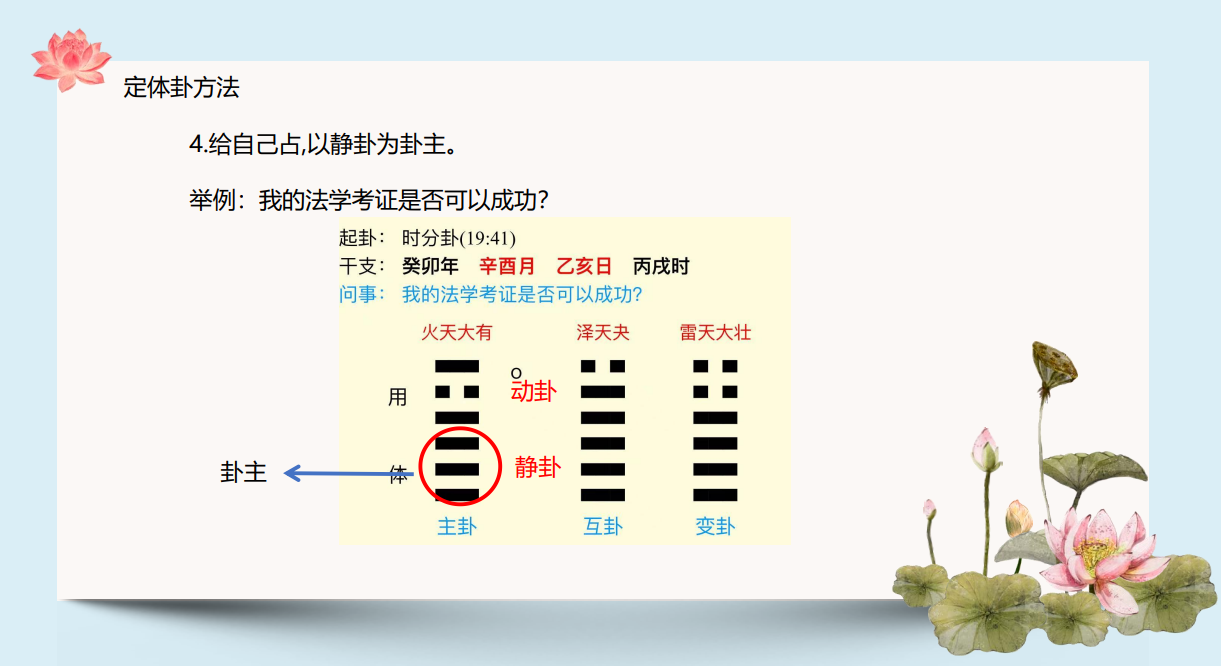 定体卦方法
4.给自己占,以静卦为卦主。
举例：我的法学考证是否可以成功?
起卦： 时分卦(19:41)
干支： 癸卯年 辛酉月 乙亥日 丙戌时
问事： 我的法学考证是否可以成功?
火天大有 泽天夬 雷天大壮
o
用 动卦
卦主 体 静卦
主卦 互卦 变卦